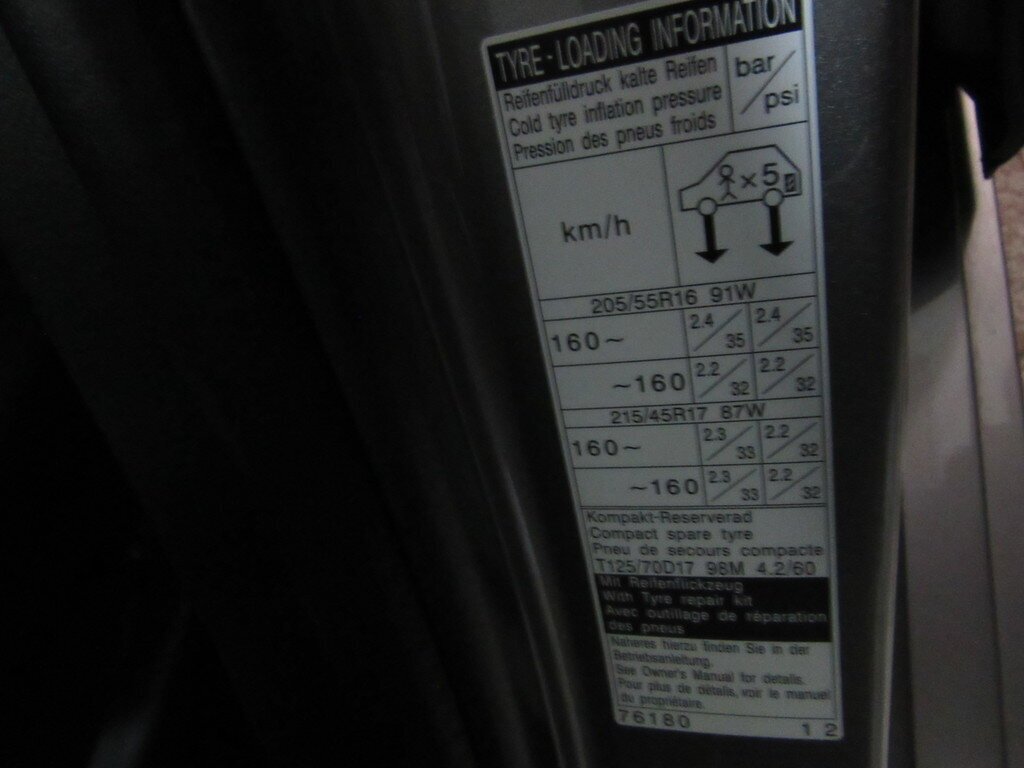 TYRE - LOADING INFORMATION
Reifenfülldruck kalte Reifen
Cold tyre inflation pressure
Pression des pneus froids
bar/psi
km/h
×5
205/55R16 91W
160~ 2.4/35 2.4/35
~160 2.2/32 2.2/32
215/45R17 87W
160~ 2.3/33 2.2/32
~160 2.3/33 2.2/32
Kompakt-Reserverad
Compact spare tyre
Pneu de secours compacte
T125/70D17 98M 4.2/60
Mit Reifenflickzeug
With Tyre repair kit
Avec outillage de réparation
des pneus
Näheres hierzu finden Sie in der
Betriebsanleitung.
See Owner's Manual for details.
Pour plus de détails, voir le manuel
du propriétaire.
76180 1 2